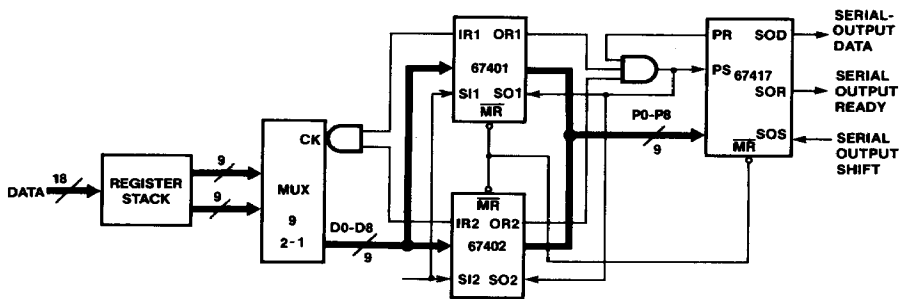 DATA
18
REGISTER
STACK
9
9
CK
MUX
9
2-1
D0-D8
9
IR1 OR1
67401
SI1 SO1
MR
MR
IR2 OR2
67402
SI2 SO2
P0-P8
9
PR SOD
PS 67417
SOR
SOS
MR
SERIAL-
OUTPUT
DATA
SERIAL
OUTPUT
READY
SERIAL
OUTPUT
SHIFT